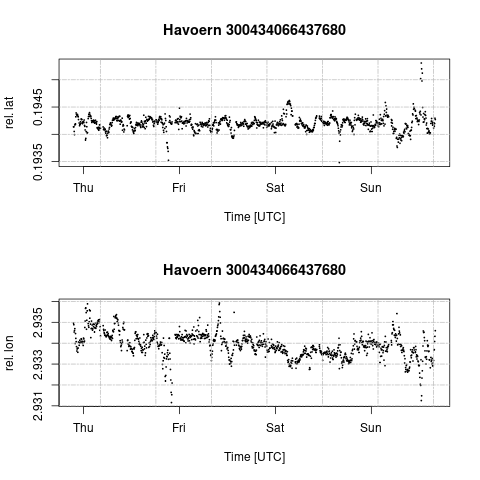 Havoern 300434066437680
0.1945
0.1935
rel. lat
Thu Fri Sat Sun
Time [UTC]
Havoern 300434066437680
2.935
2.933
2.931
rel. lon
Thu Fri Sat Sun
Time [UTC]